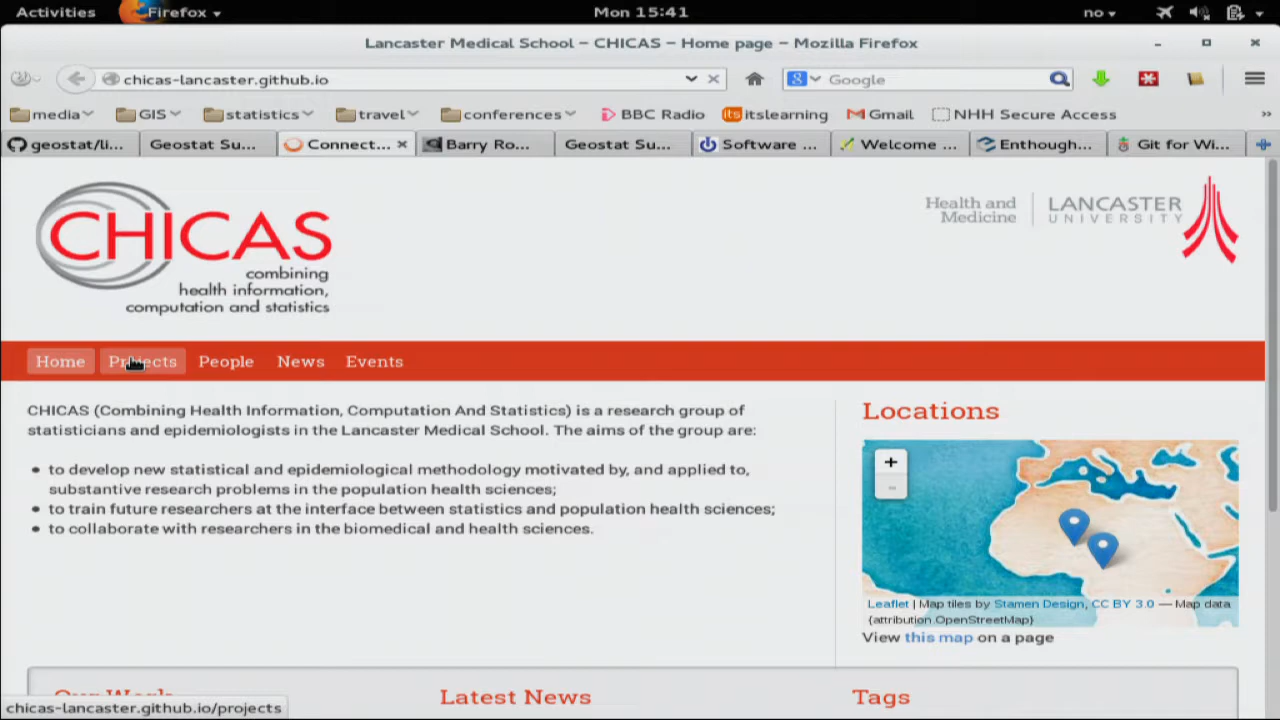 Activities Firefox Mon 15:41 no
Lancaster Medical School – CHICAS – Home page – Mozilla Firefox
chicas-lancaster.github.io Google
media GIS statistics travel conferences BBC Radio its itslearning Gmail NHH Secure Access »
geostat/li... Geostat Su... Connect... Barry Ro... Geostat Su... Software ... Welcome ... Enthough... Git for Wi...
CHICAS
combining
health information,
computation and statistics
Health and
Medicine
LANCASTER
UNIVERSITY
Home Projects People News Events
CHICAS (Combining Health Information, Computation And Statistics) is a research group of
statisticians and epidemiologists in the Lancaster Medical School. The aims of the group are:
• to develop new statistical and epidemiological methodology motivated by, and applied to,
substantive research problems in the population health sciences;
• to train future researchers at the interface between statistics and population health sciences;
• to collaborate with researchers in the biomedical and health sciences.
Locations
+
-
Leaflet | Map tiles by Stamen Design, CC BY 3.0 — Map data
{attribution.OpenStreetMap}
View this map on a page
Our Work Latest News Tags
chicas-lancaster.github.io/projects